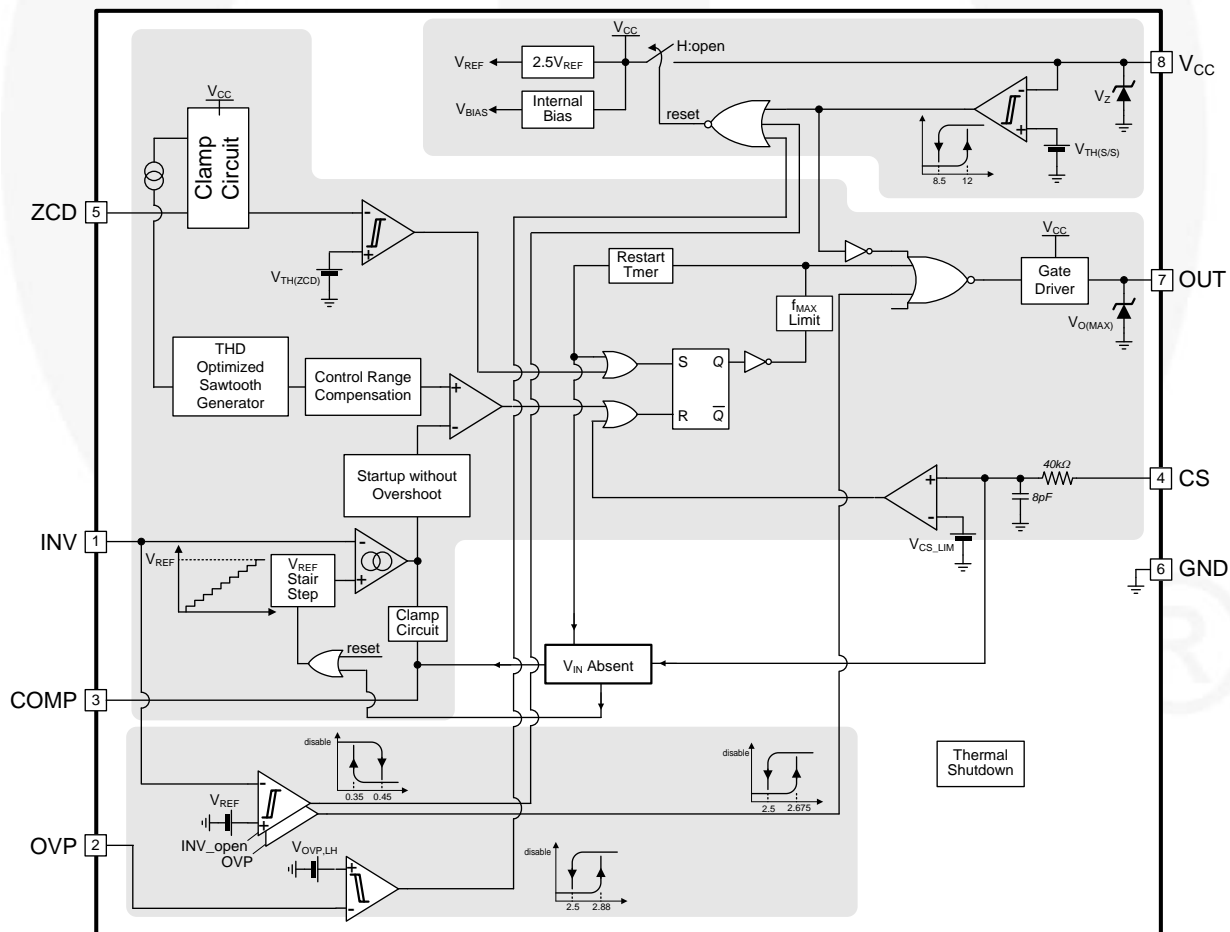 VCC
H:open
VREF
2.5VREF
8
VCC
VBIAS
Internal
Bias
reset
VZ
VCC
Clamp
Circuit
8.5
12
VTH(S/S)
ZCD
5
VTH(ZCD)
Restart
Tmer
VCC
Gate
Driver
7
OUT
fMAX
Limit
VO(MAX)
THD
Optimized
Sawtooth
Generator
Control Range
Compensation
S
Q
R
Q
Startup without
Overshoot
40kΩ
8pF
4
CS
VCS_LIM
INV
1
VREF
VREF
Stair
Step
6
GND
Clamp
Circuit
reset
VIN Absent
COMP
3
disable
0.35
0.45
disable
2.5
2.675
Thermal
Shutdown
VREF
INV_open
OVP
OVP
2
VOVP,LH
disable
2.5
2.88
R